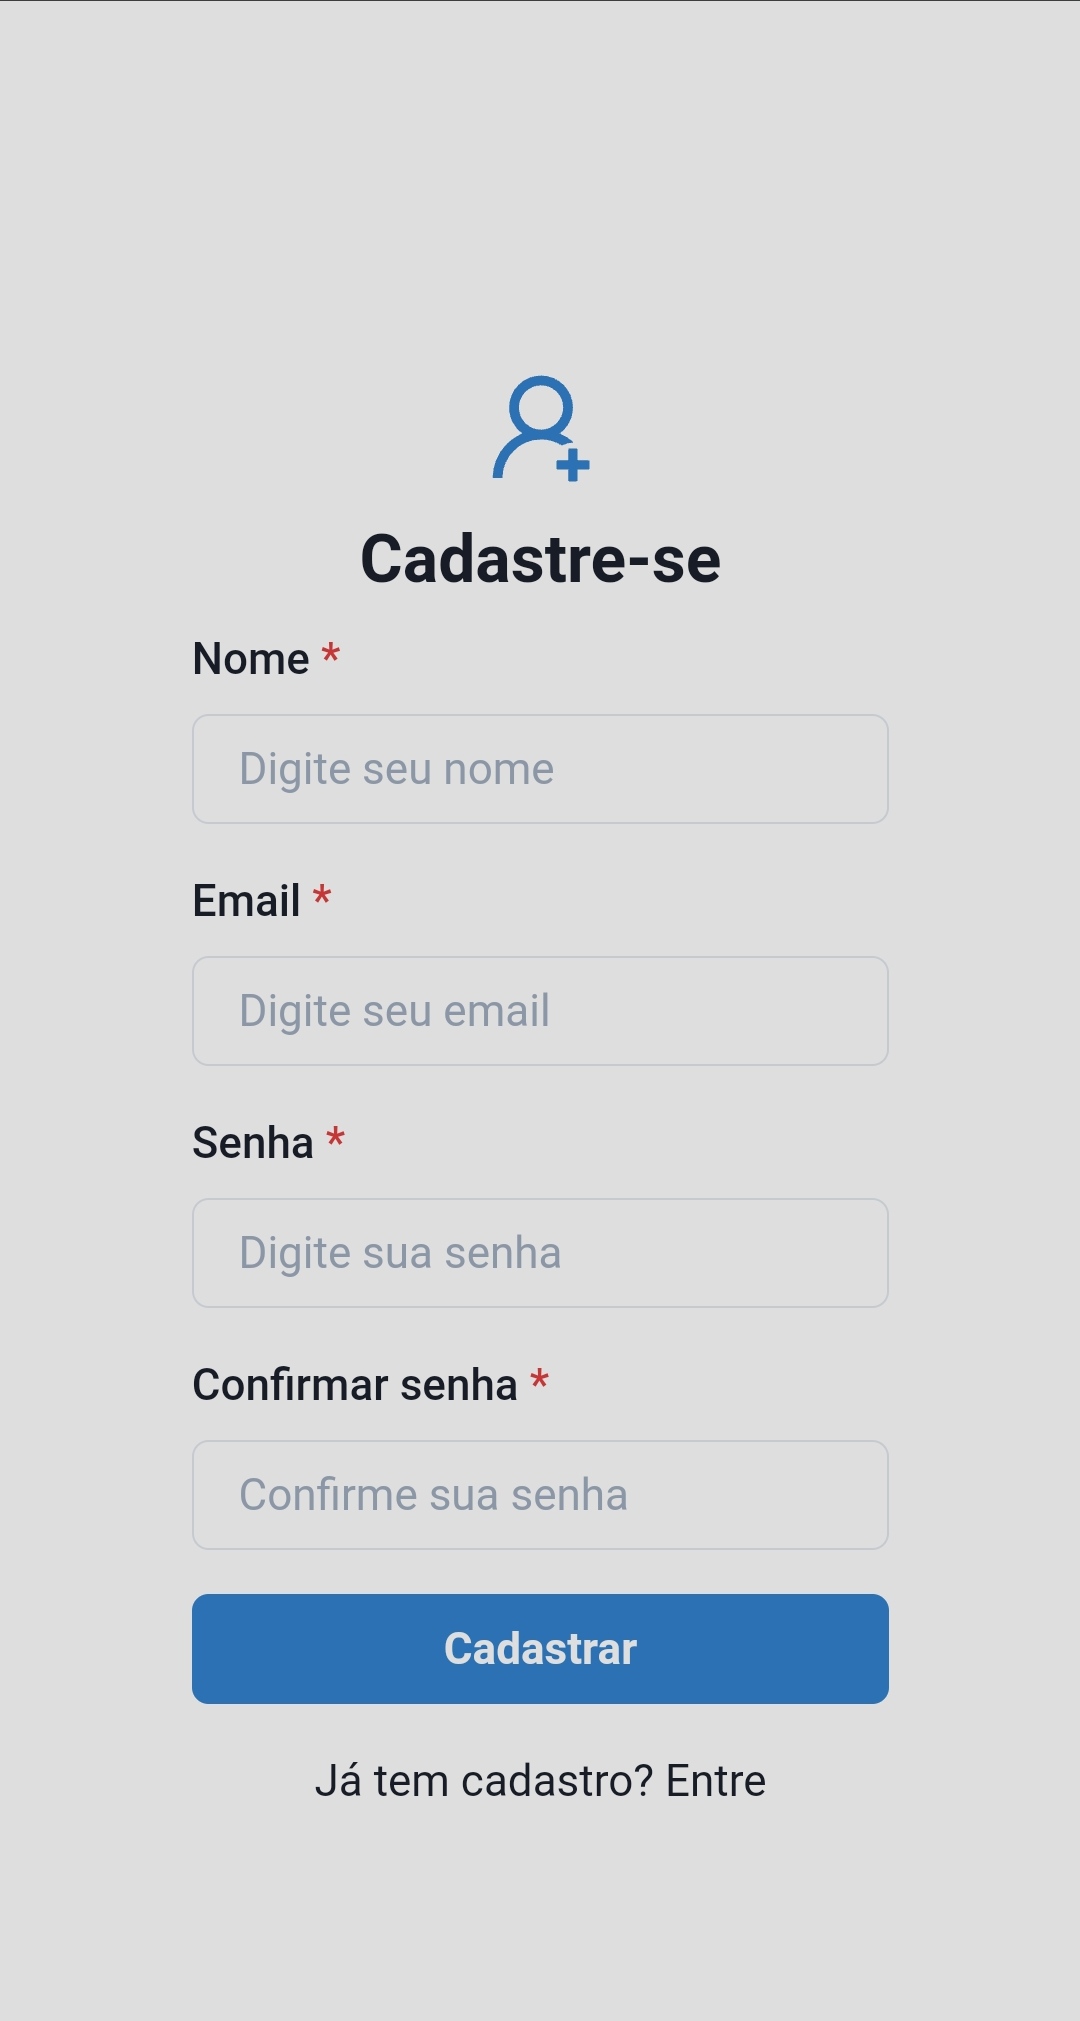 Cadastre-se
Nome *
Digite seu nome
Email *
Digite seu email
Senha *
Digite sua senha
Confirmar senha *
Confirme sua senha
Cadastrar
Já tem cadastro? Entre